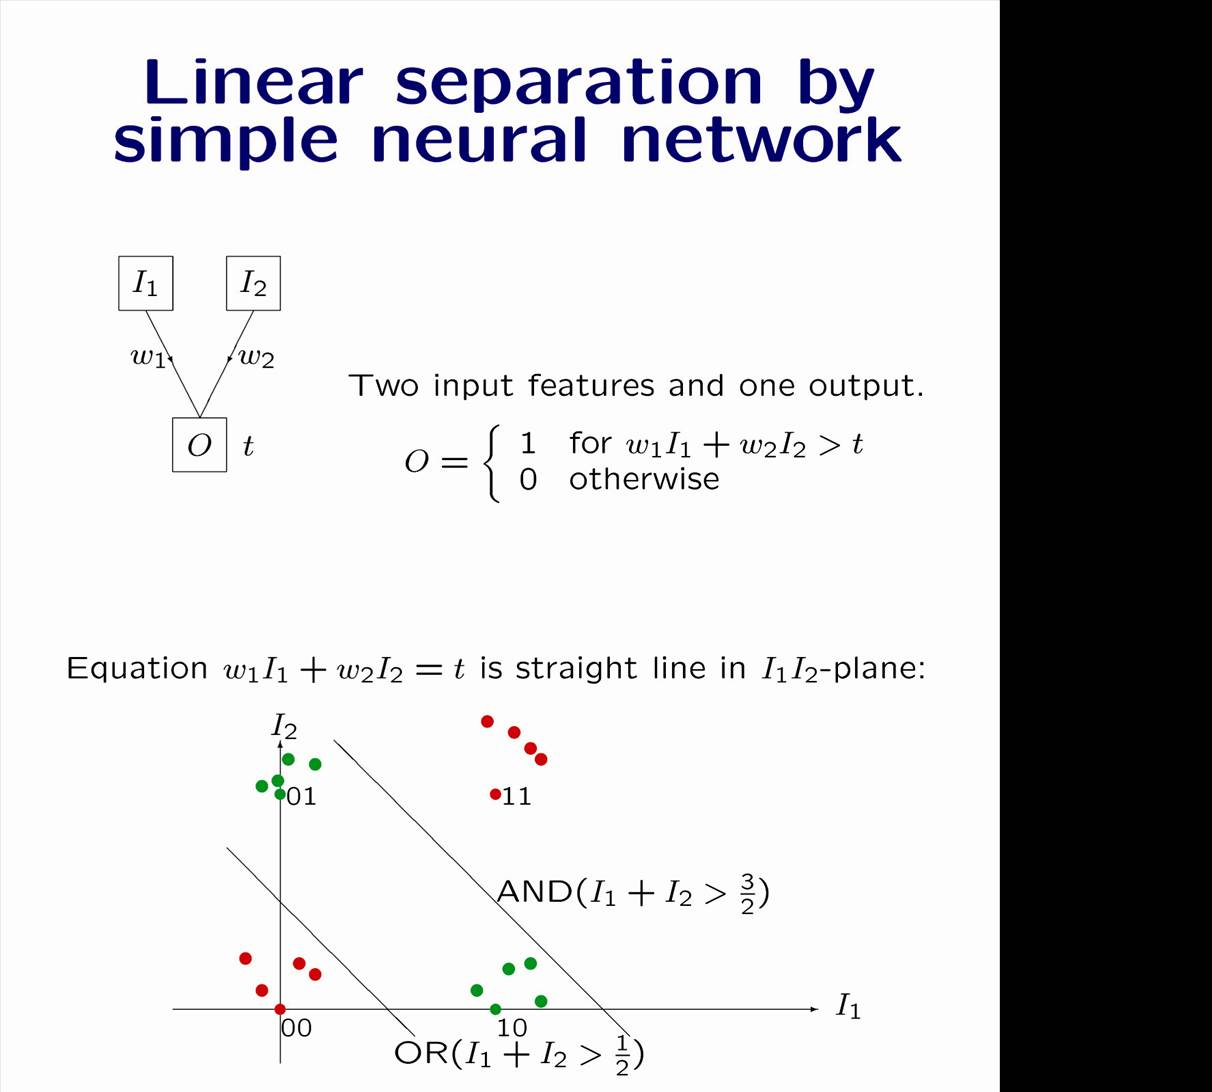 Linear separation by
simple neural network
I₁ I₂
w₁ w₂
Two input features and one output.
O t
O = { 1 for w₁I₁ + w₂I₂ > t
0 otherwise
Equation w₁I₁ + w₂I₂ = t is straight line in I₁I₂-plane:
I₂
01 11
AND(I₁ + I₂ > 3/2)
I₁
00 10
OR(I₁ + I₂ > 1/2)